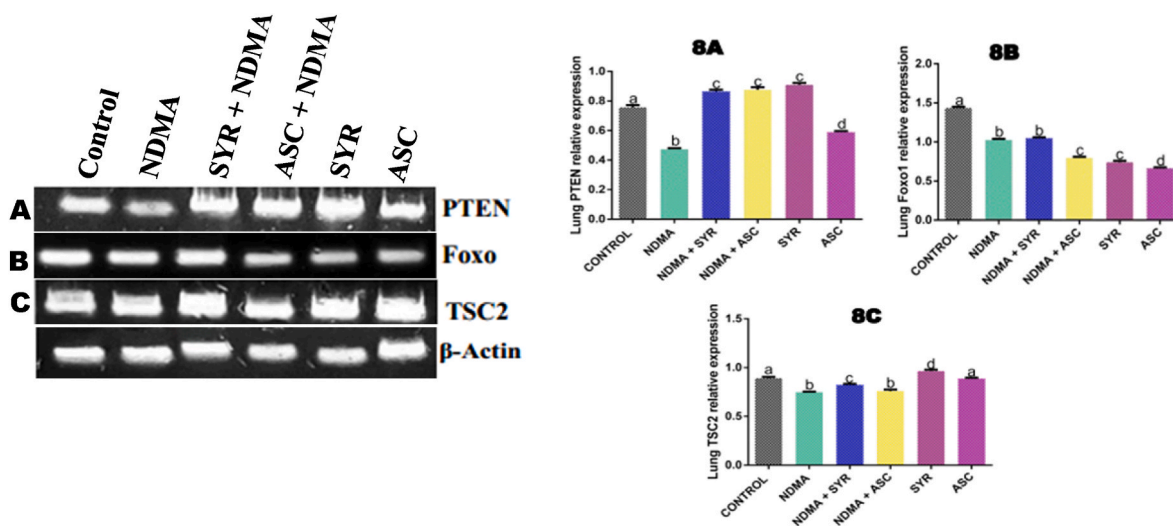 Control
NDMA
SYR + NDMA
ASC + NDMA
SYR
ASC
A
PTEN
B
Foxo
C
TSC2
β-Actin
8A
Lung PTEN relative expression
1.0
0.8
0.6
0.4
0.2
0.0
a
b
c
c
c
d
CONTROL
NDMA
NDMA + SYR
NDMA + ASC
SYR
ASC
8B
Lung Foxo1 relative expression
2.0
1.5
1.0
0.5
0.0
a
b
b
c
c
d
CONTROL
NDMA
NDMA + SYR
NDMA + ASC
SYR
ASC
8C
Lung TSC2 relative expression
1.5
1.0
0.5
0.0
a
b
c
b
d
a
CONTROL
NDMA
NDMA + SYR
NDMA + ASC
SYR
ASC